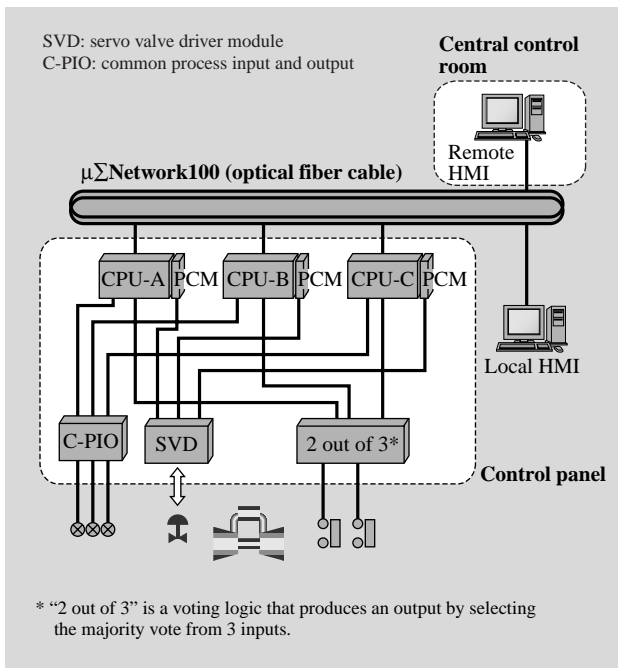 SVD: servo valve driver module
C-PIO: common process input and output
Central control
room
Remote
HMI
μ∑Network100 (optical fiber cable)
CPU-A PCM CPU-B PCM CPU-C PCM
Local HMI
C-PIO SVD 2 out of 3*
Control panel
* “2 out of 3” is a voting logic that produces an output by selecting
the majority vote from 3 inputs.